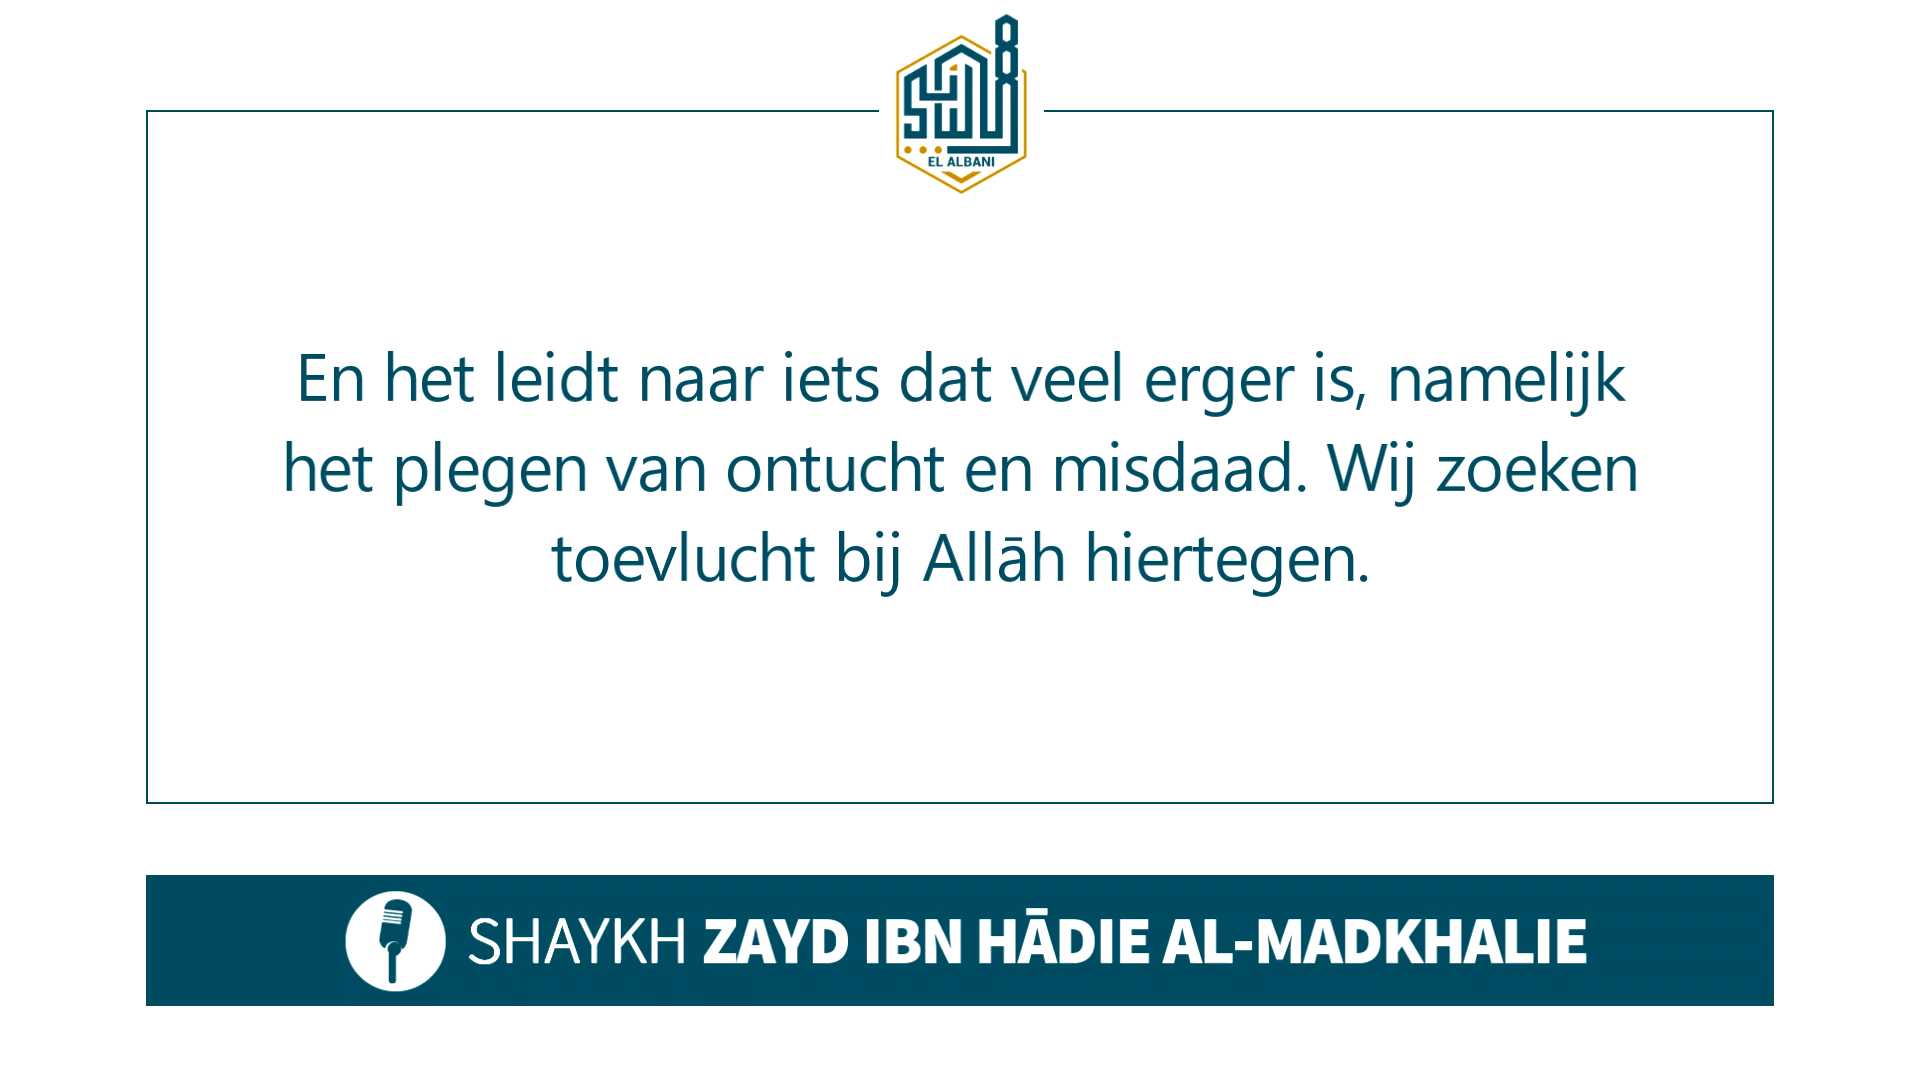 EL ALBANI
En het leidt naar iets dat veel erger is, namelijk
het plegen van ontucht en misdaad. Wij zoeken
toevlucht bij Allāh hiertegen.
SHAYKH ZAYD IBN HĀDIE AL-MADKHALIE